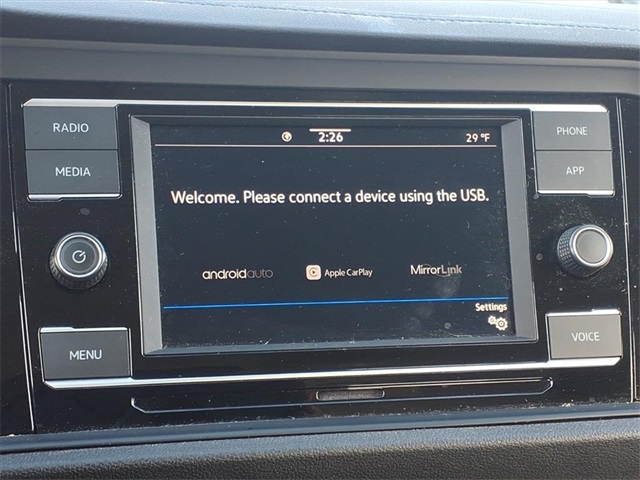 RADIO
MEDIA
MENU
2:26
29 °F
Welcome. Please connect a device using the USB.
androidauto
Apple CarPlay
MirrorLink
Settings
PHONE
APP
VOICE